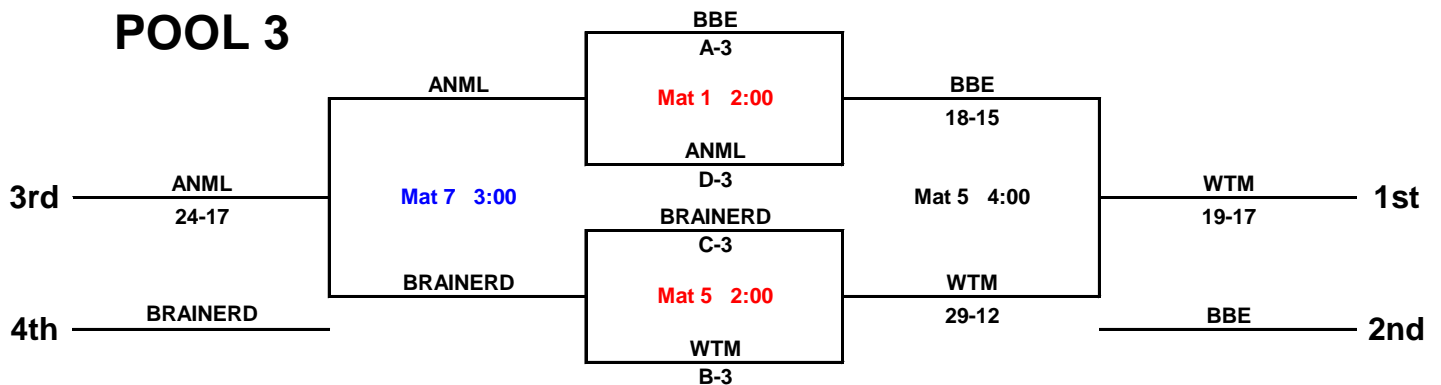 POOL 3
BBE
A-3
ANML
Mat 1 2:00
BBE
18-15
ANML
D-3
3rd
ANML
24-17
Mat 7 3:00
Mat 5 4:00
WTM
19-17
1st
BRAINERD
C-3
BRAINERD
Mat 5 2:00
WTM
29-12
4th
BRAINERD
WTM
B-3
BBE
2nd